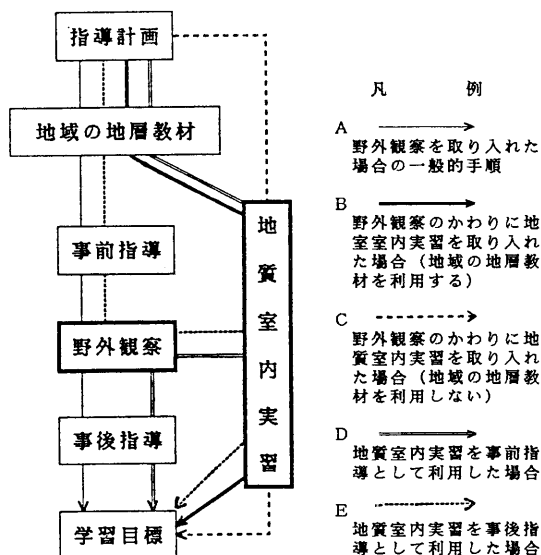 指導計画
地域の地層教材
事前指導
野外観察
事後指導
学習目標
地質室内実習
凡 例
A
野外観察を取り入れた
場合の一般的手順
B
野外観察のかわりに地
室室内実習を取り入れ
た場合（地域の地層教
材を利用する）
C
野外観察のかわりに地
質室内実習を取り入れ
た場合（地域の地層教
材を利用しない）
D
地質室内実習を事前指
導として利用した場合
E
地質室内実習を事後指
導として利用した場合